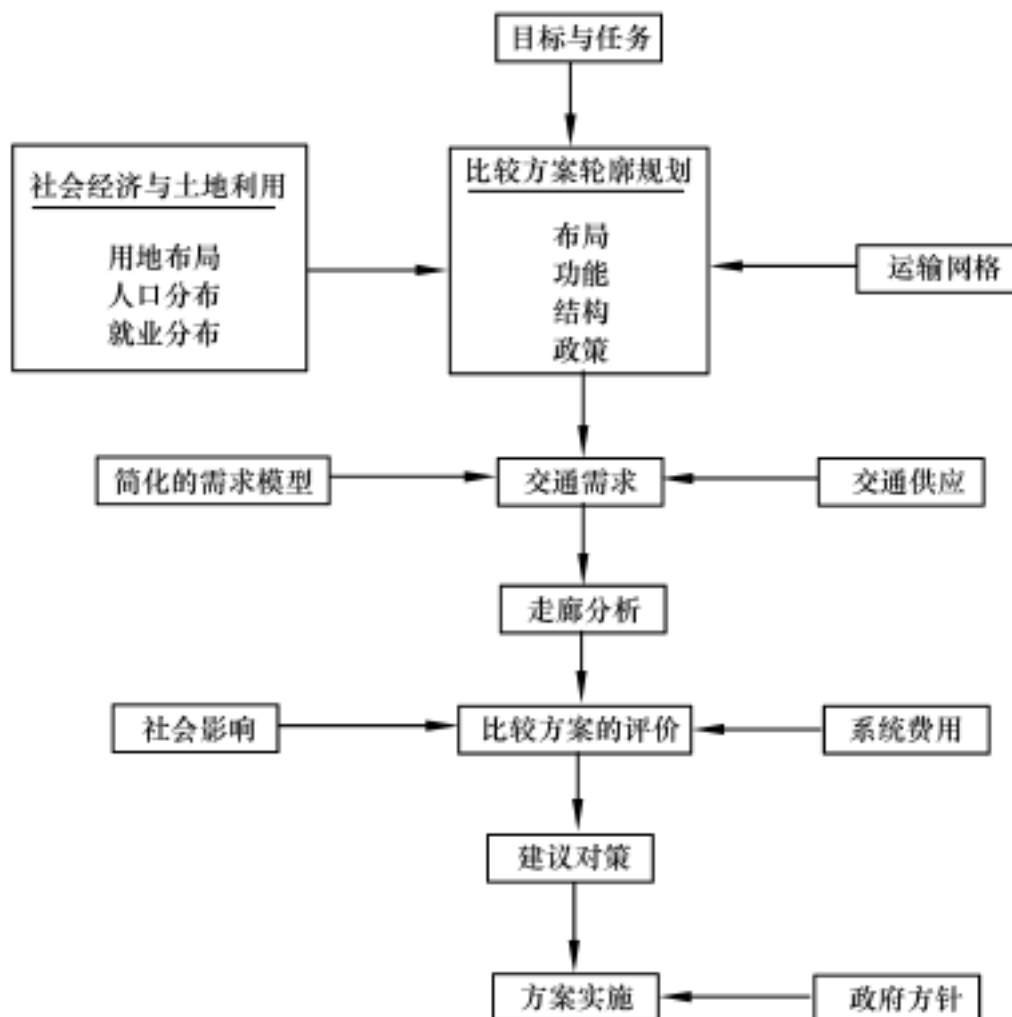 目标与任务
社会经济与土地利用
用地布局
人口分布
就业分布
比较方案轮廓规划
布局
功能
结构
政策
运输网格
简化的需求模型
交通需求
交通供应
走廊分析
社会影响
比较方案的评价
系统费用
建议对策
方案实施
政府方针